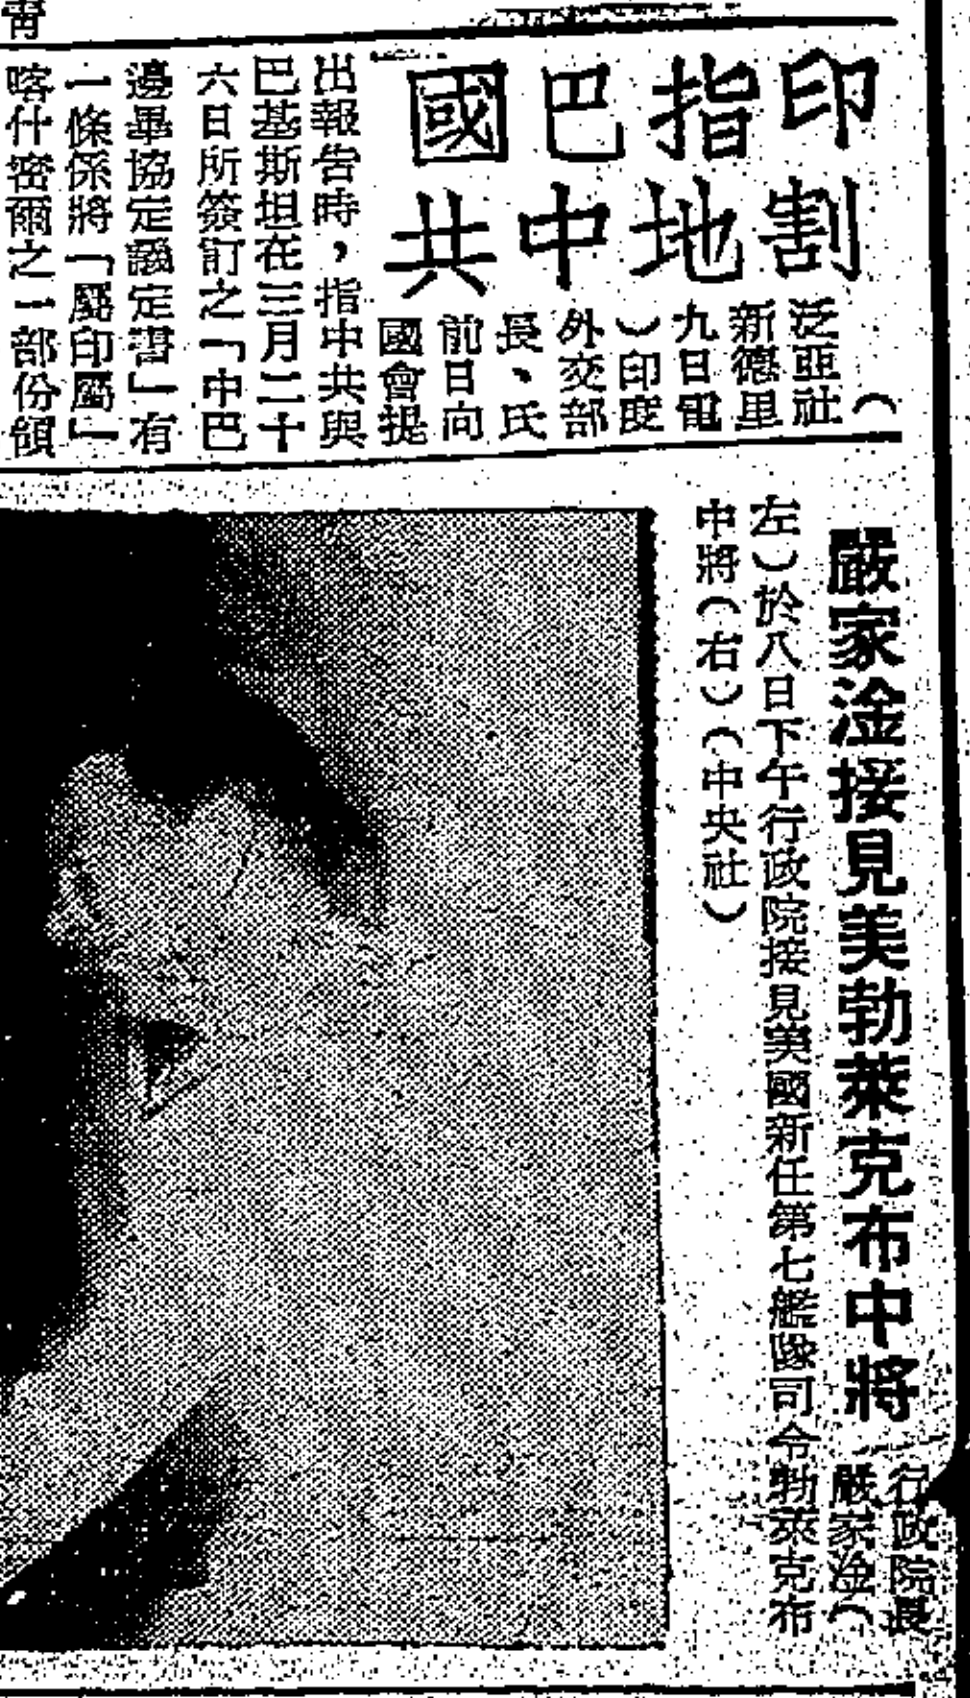 印指巴國
割地中共
（
泛亞社
新德里
九日電
）印度
外交部
長、氏
前日向
國會提
出報告時，指中共與
巴基斯坦在三月二十
六日所簽訂之「中巴
邊畢協定議定書」有
一條係將「屬印屬」
喀什密爾之一部份領
嚴家淦接見美勃萊克布中將
行政院長
嚴家淦（
左）於八日下午行政院接見美國新任第七艦隊司令勃萊克布
中將（右）（中央社）